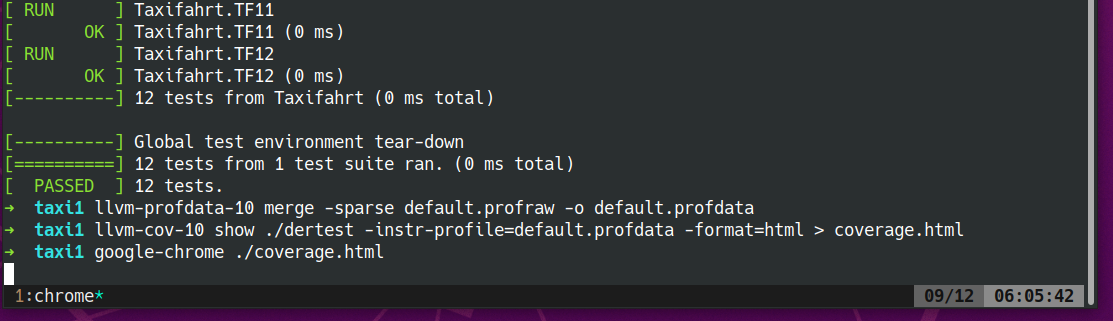 [ RUN      ] Taxifahrt.TF11
[       OK ] Taxifahrt.TF11 (0 ms)
[ RUN      ] Taxifahrt.TF12
[       OK ] Taxifahrt.TF12 (0 ms)
[----------] 12 tests from Taxifahrt (0 ms total)
[----------] Global test environment tear-down
[==========] 12 tests from 1 test suite ran. (0 ms total)
[  PASSED  ] 12 tests.
➜  taxi1 llvm-profdata-10 merge -sparse default.profraw -o default.profdata
➜  taxi1 llvm-cov-10 show ./dertest -instr-profile=default.profdata -format=html > coverage.html
➜  taxi1 google-chrome ./coverage.html
1:chrome* 09/12 06:05:42